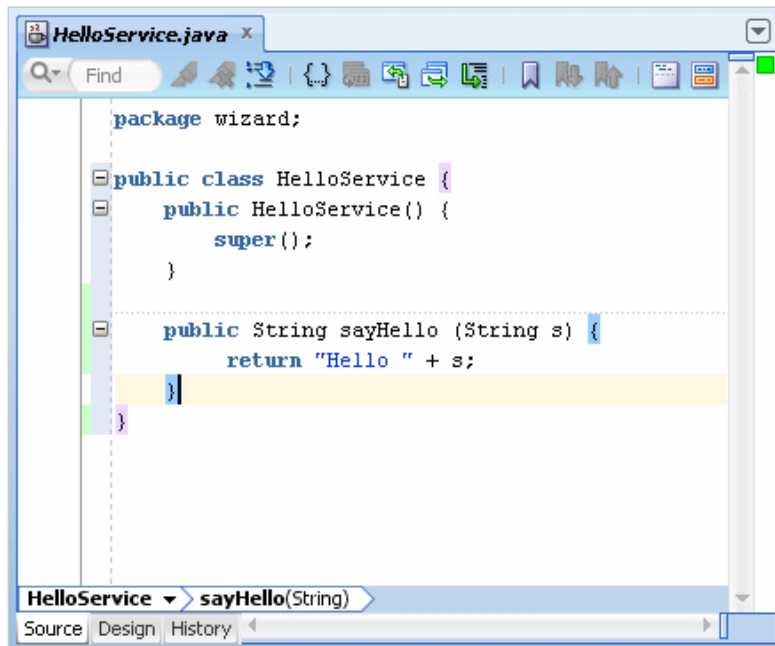 HelloService.java
Find
package wizard;
public class HelloService {
public HelloService() {
super();
}
public String sayHello (String s) {
return "Hello " + s;
}
}
HelloService sayHello(String)
Source Design History